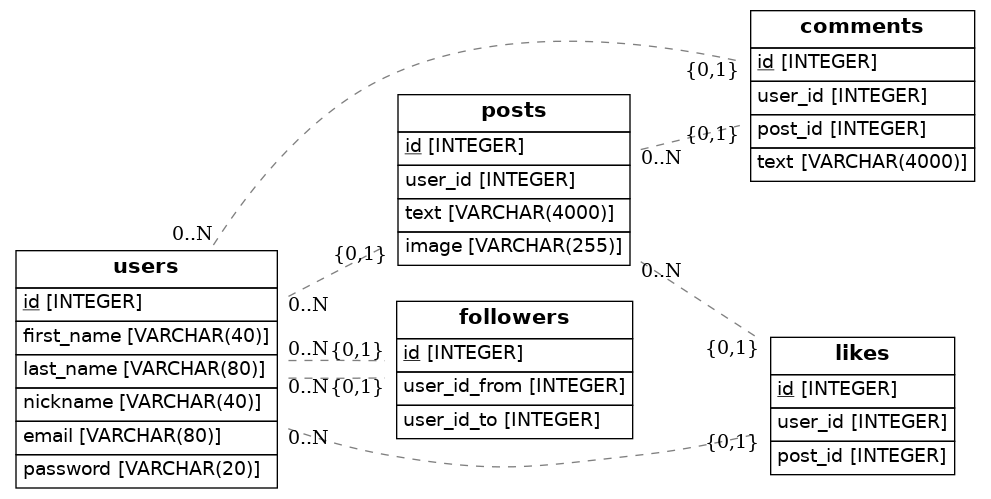 comments
id [INTEGER]
user_id [INTEGER]
post_id [INTEGER]
text [VARCHAR(4000)]
{0,1}
{0,1}
posts
id [INTEGER]
user_id [INTEGER]
text [VARCHAR(4000)]
image [VARCHAR(255)]
0..N
0..N
0..N
{0,1}
users
id [INTEGER]
first_name [VARCHAR(40)]
last_name [VARCHAR(80)]
nickname [VARCHAR(40)]
email [VARCHAR(80)]
password [VARCHAR(20)]
0..N
0..N{0,1}
0..N{0,1}
0..N
followers
id [INTEGER]
user_id_from [INTEGER]
user_id_to [INTEGER]
{0,1}
{0,1}
likes
id [INTEGER]
user_id [INTEGER]
post_id [INTEGER]